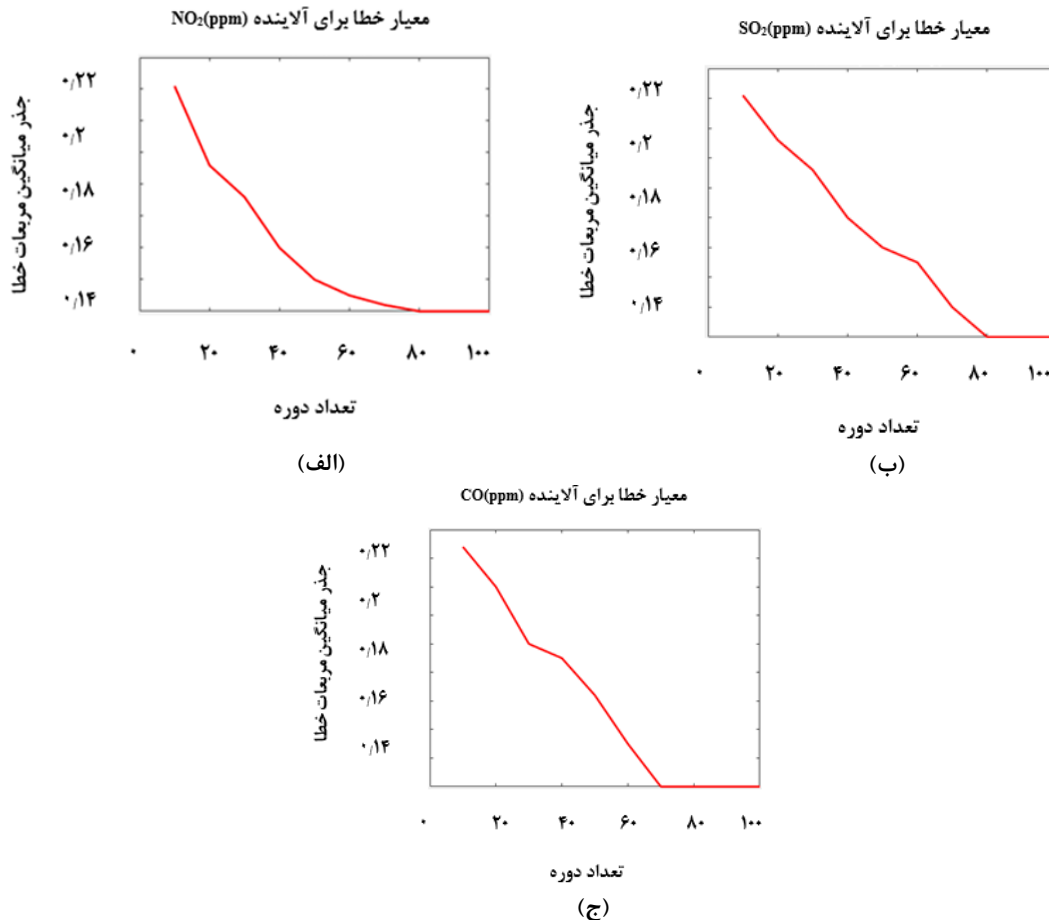 معیار خطا برای آلاینده NO₂(ppm)
جذر میانگین مربعات خطا
۰/۲۲
۰/۲
۰/۱۸
۰/۱۶
۰/۱۴
۰ ۲۰ ۴۰ ۶۰ ۸۰ ۱۰۰
تعداد دوره
(الف)
معیار خطا برای آلاینده SO₂(ppm)
جذر میانگین مربعات خطا
۰/۲۲
۰/۲
۰/۱۸
۰/۱۶
۰/۱۴
۰ ۲۰ ۴۰ ۶۰ ۸۰ ۱۰۰
تعداد دوره
(ب)
معیار خطا برای آلاینده CO(ppm)
جذر میانگین مربعات خطا
۰/۲۲
۰/۲
۰/۱۸
۰/۱۶
۰/۱۴
۰ ۲۰ ۴۰ ۶۰ ۸۰ ۱۰۰
تعداد دوره
(ج)